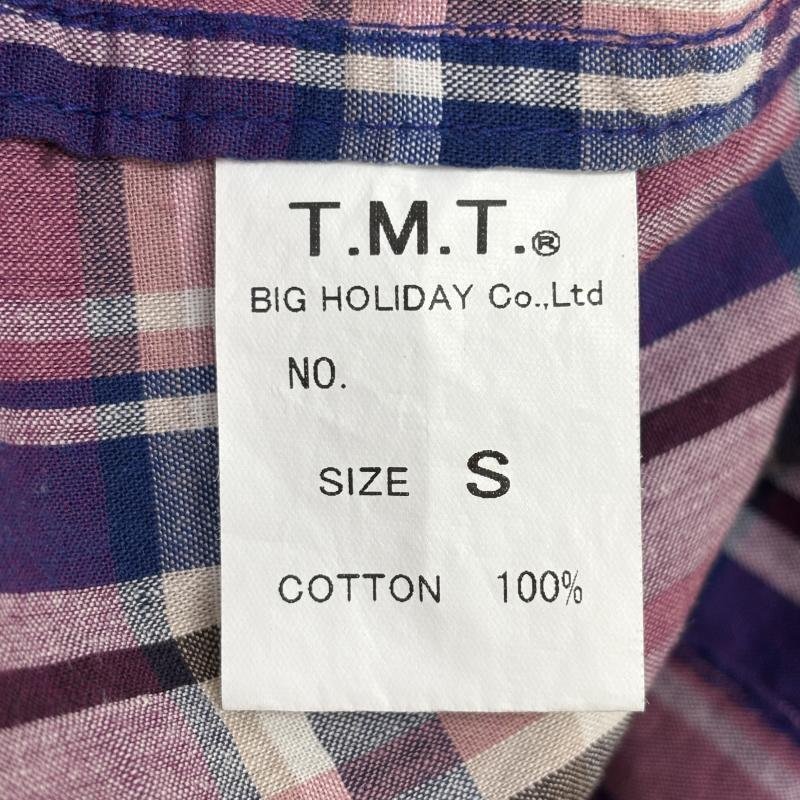 T.M.T.®
BIG HOLIDAY Co.,Ltd
NO.
SIZE S
COTTON 100%